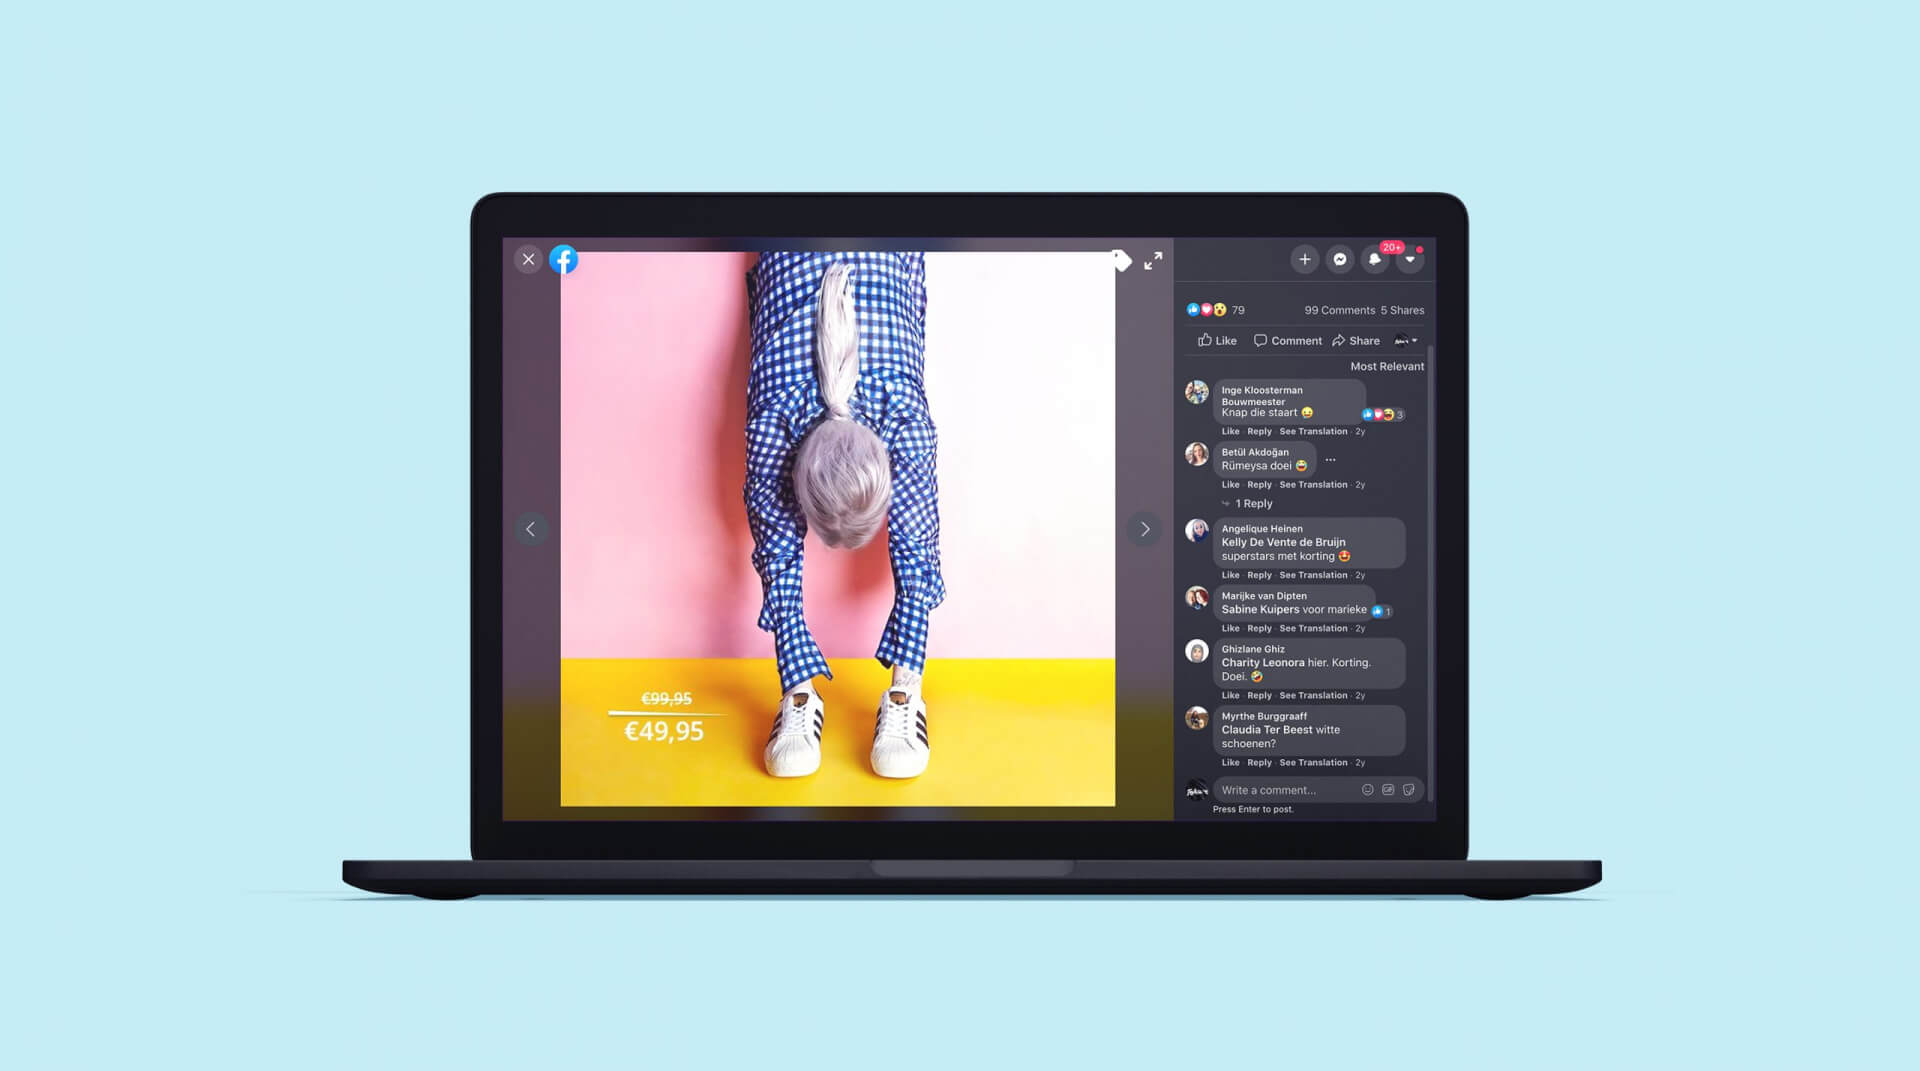 €99,95
€49,95
20+
79
99 Comments 5 Shares
Like Comment Share
Most Relevant
Inge Kloosterman
Bouwmeester
Knap die staart
3
Like · Reply · See Translation · 2y
Betül Akdoğan
Rümeysa doei
Like · Reply · See Translation · 2y
1 Reply
Angelique Heinen
Kelly De Vente de Bruijn
superstars met korting
Like · Reply · See Translation · 2y
Marijke van Dipten
Sabine Kuipers voor marieke
1
Like · Reply · See Translation · 2y
Ghizlane Ghiz
Charity Leonora hier. Korting.
Doei.
Like · Reply · See Translation · 2y
Myrthe Burggraaff
Claudia Ter Beest witte
schoenen?
Like · Reply · See Translation · 2y
Write a comment...
GIF
Press Enter to post.